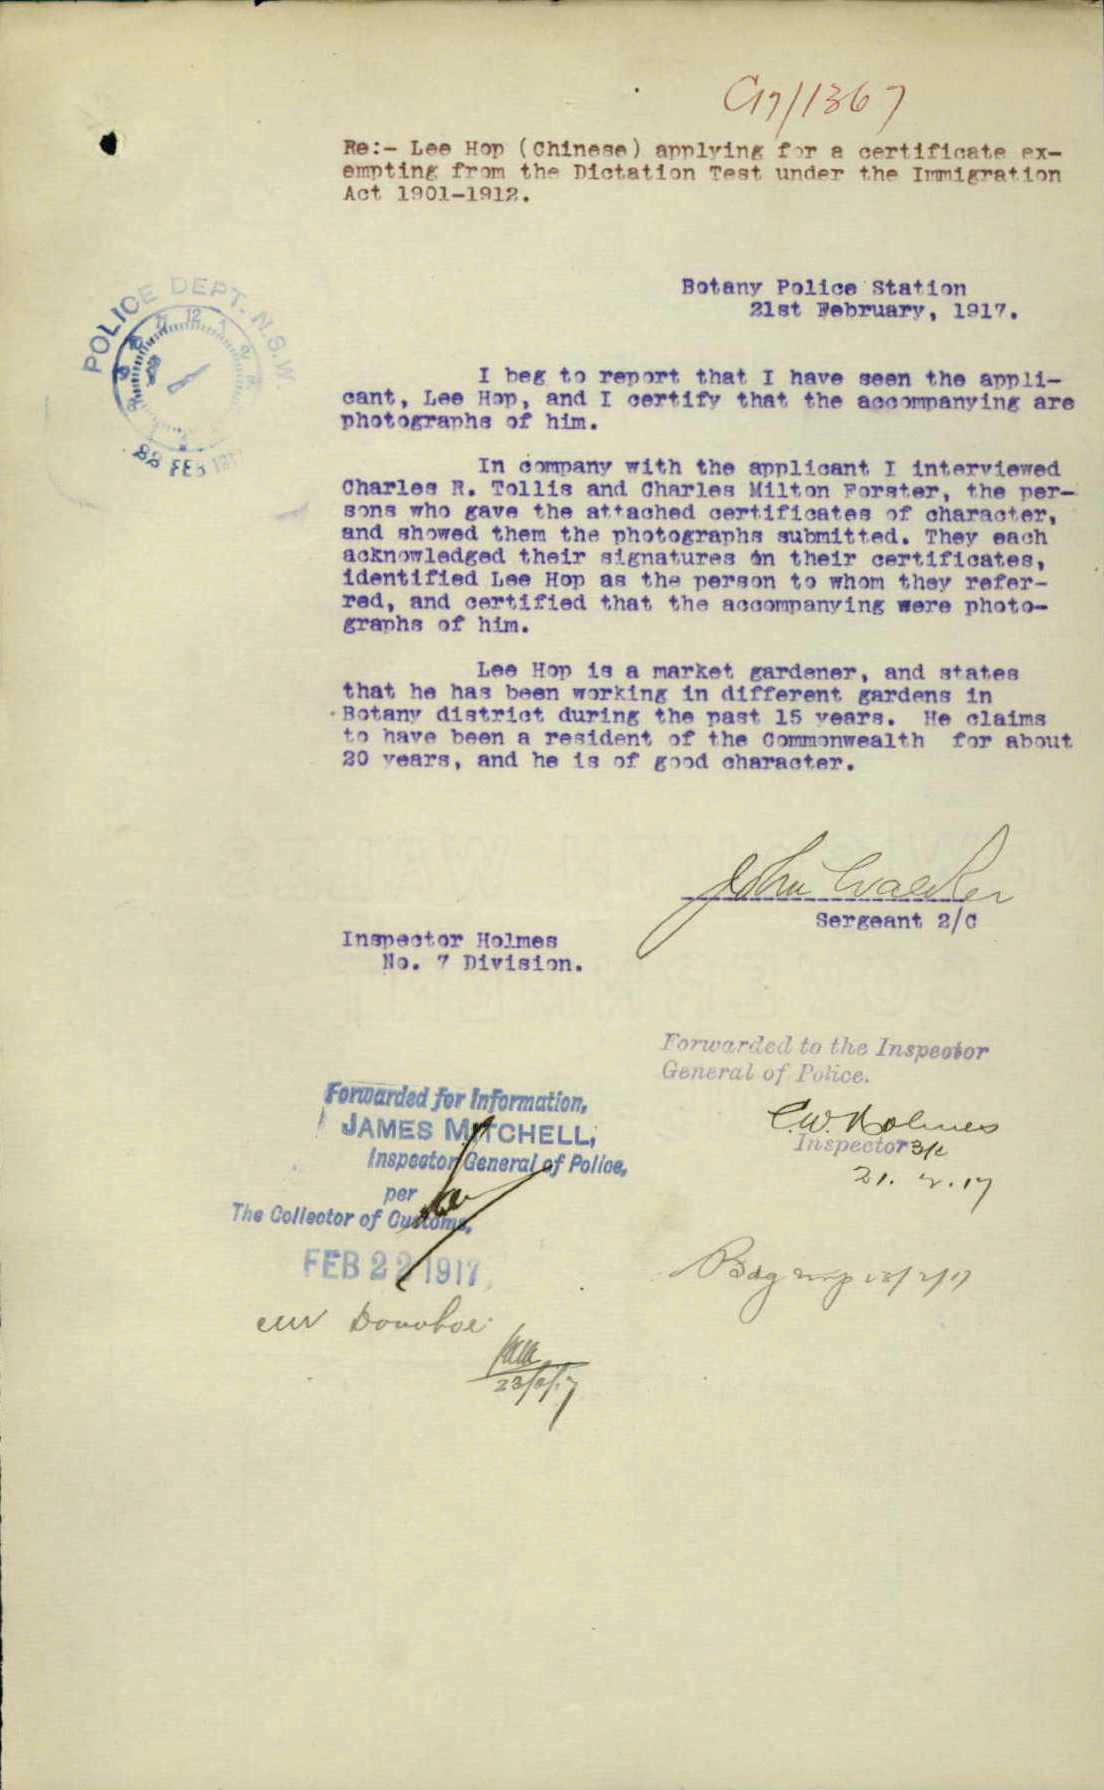 C17/1367
Re:- Lee Hop (Chinese) applying for a certificate ex-
empting from the Dictation Test under the Immigration
Act 1901-1912.
POLICE DEPT. N.S.W.
22 FEB 191
Botany Police Station
21st February, 1917.
I beg to report that I have seen the appli-
cant, Lee Hop, and I certify that the accompanying are
photographs of him.
In company with the applicant I interviewed
Charles R. Tollis and Charles Milton Forster, the per-
sons who gave the attached certificates of character,
and showed them the photographs submitted. They each
acknowledged their signatures on their certificates,
identified Lee Hop as the person to whom they refer-
red, and certified that the accompanying were photo-
graphs of him.
Lee Hop is a market gardener, and states
that he has been working in different gardens in
Botany district during the past 15 years. He claims
to have been a resident of the Commonwealth for about
20 years, and he is of good character.
John Walker
Sergeant 2/C
Inspector Holmes
No. 7 Division.
Forwarded to the Inspector
General of Police.
C.W. Holmes
Inspector 3/c
21.2.17
Forwarded for Information,
JAMES MITCHELL,
Inspector General of Police,
per
The Collector of Customs.
FEB 22 1917
Donohoe
23/2/17